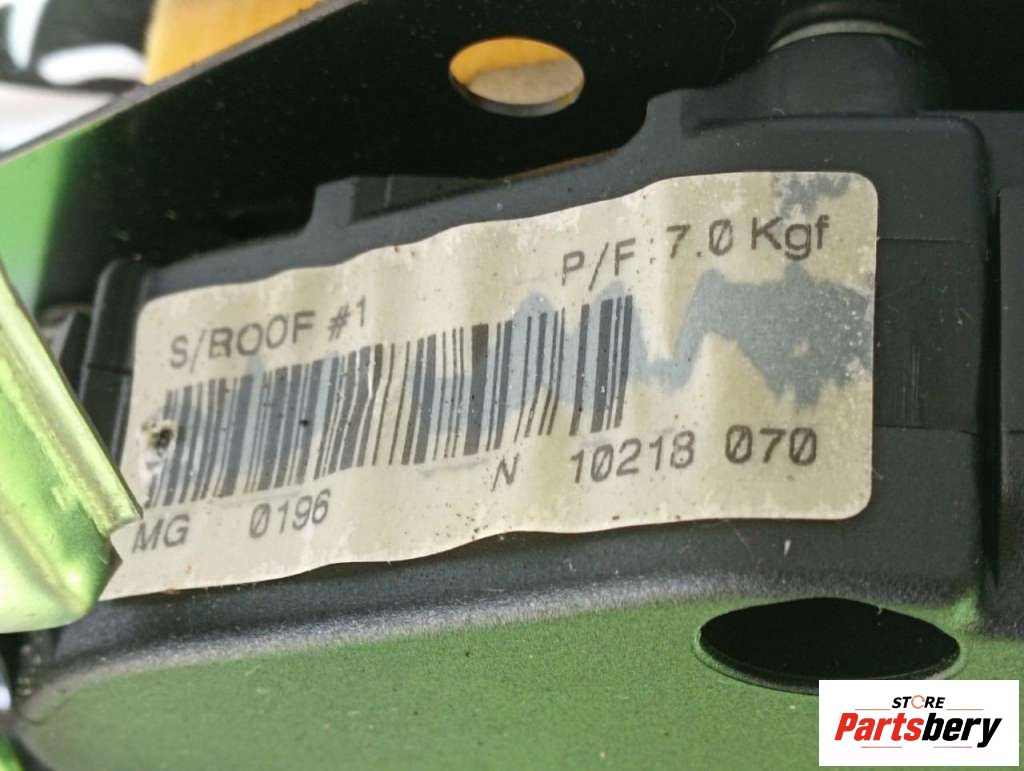 S/ROOF #1 P/F:7.0 Kgf
MG 0196 N 10218 070
STORE
Partsbery